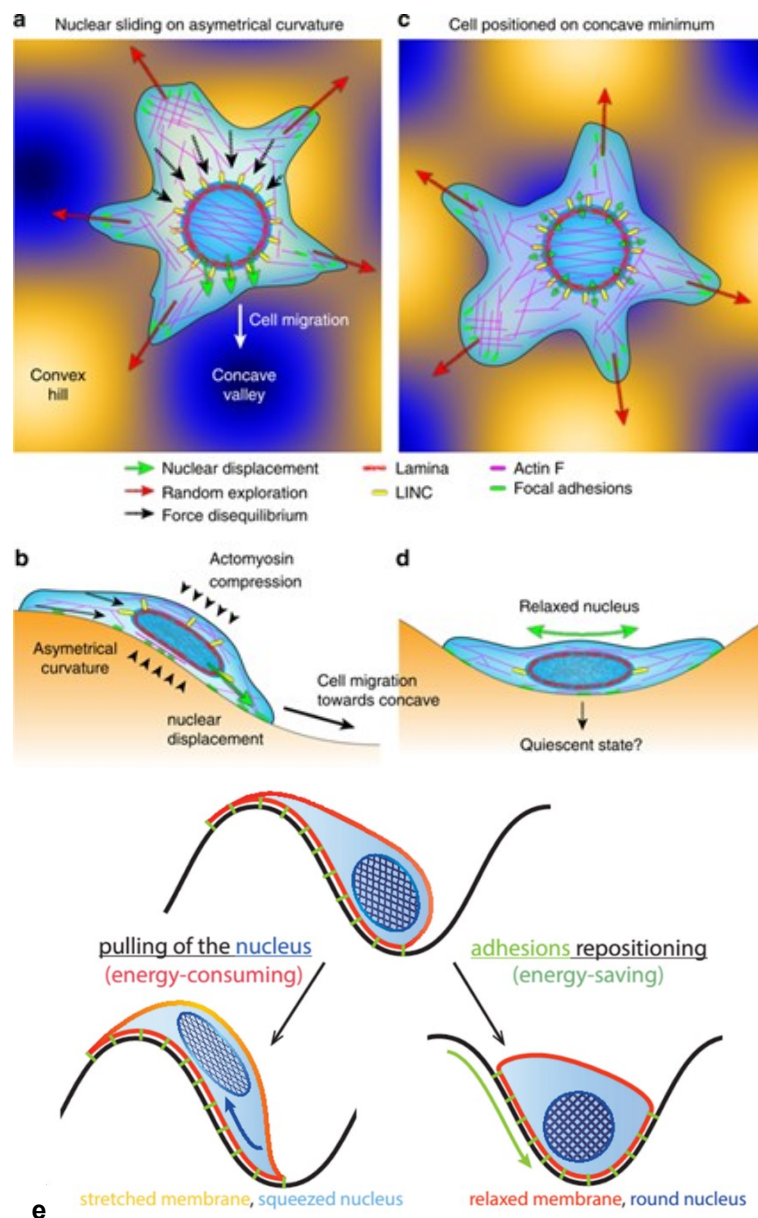 a Nuclear sliding on asymetrical curvature
Cell migration
Convex
hill
Concave
valley
c Cell positioned on concave minimum
Nuclear displacement
Random exploration
Force disequilibrium
Lamina
LINC
Actin F
Focal adhesions
b
Actomyosin
compression
Asymetrical
curvature
nuclear
displacement
Cell migration
towards concave
d
Relaxed nucleus
Quiescent state?
pulling of the nucleus
(energy-consuming)
adhesions repositioning
(energy-saving)
stretched membrane, squeezed nucleus
relaxed membrane, round nucleus
e